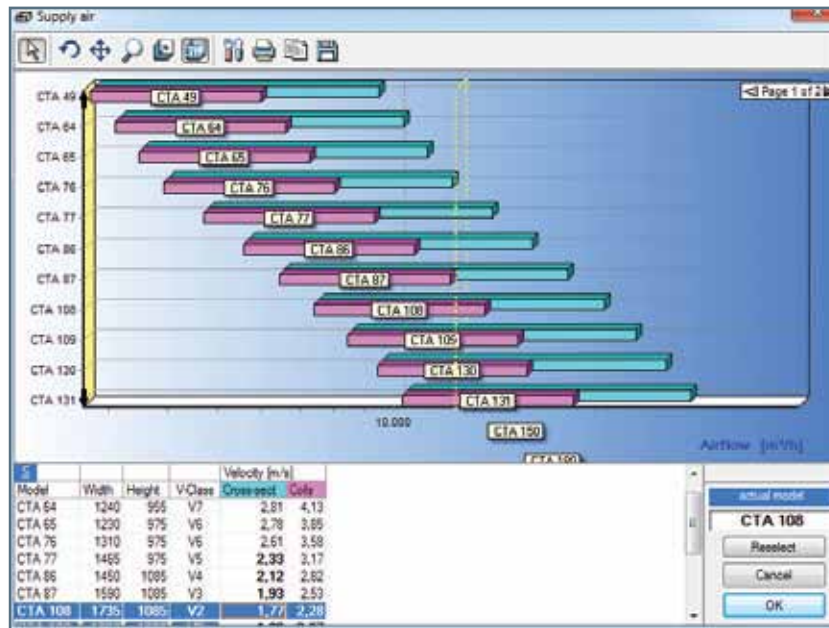 Supply air
Page 1 of 2
CTA 49 CTA 49
CTA 64 CTA 64
CTA 65 CTA 65
CTA 76 CTA 76
CTA 77 CTA 77
CTA 86 CTA 86
CTA 87 CTA 87
CTA 108 CTA 108
CTA 109 CTA 109
CTA 130 CTA 130
CTA 131 CTA 131
10.000
CTA 150
Airflow [m³/h]
Velocity [m/s]
Model Width Height V-Class Cross-sect Coils
CTA 64 1240 955 V7 2,81 4,13
CTA 65 1230 975 V6 2,78 3,85
CTA 76 1310 975 V6 2,61 3,58
CTA 77 1465 975 V5 2,33 3,17
CTA 86 1450 1085 V4 2,12 2,82
CTA 87 1590 1085 V3 1,93 2,53
CTA 108 1735 1085 V2 1,77 2,28
actual model
CTA 108
Reselect
Cancel
OK